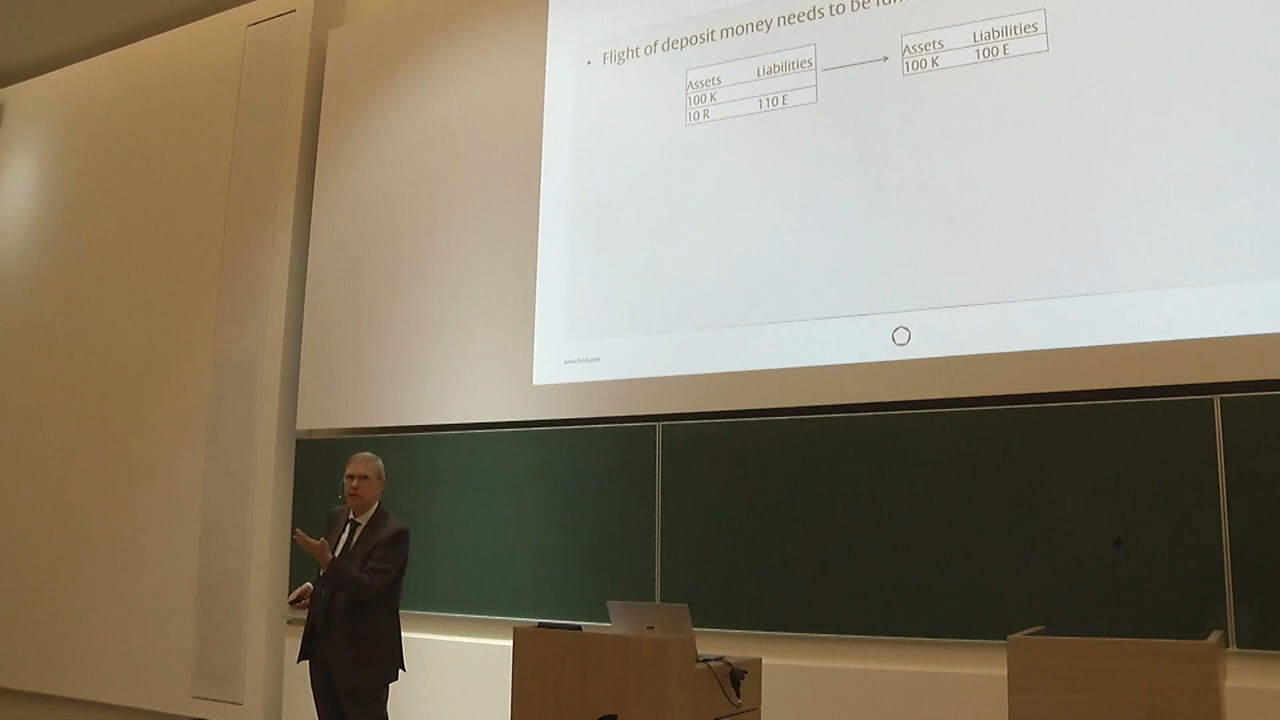 • Flight of deposit money needs to be
Assets Liabilities
100 K
10 R 110 E
Assets Liabilities
100 K 100 E